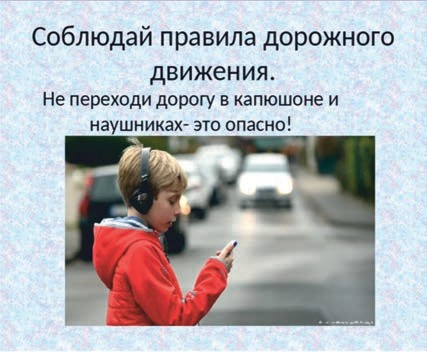 Соблюдай правила дорожного
движения.
Не переходи дорогу в капюшоне и
наушниках- это опасно!